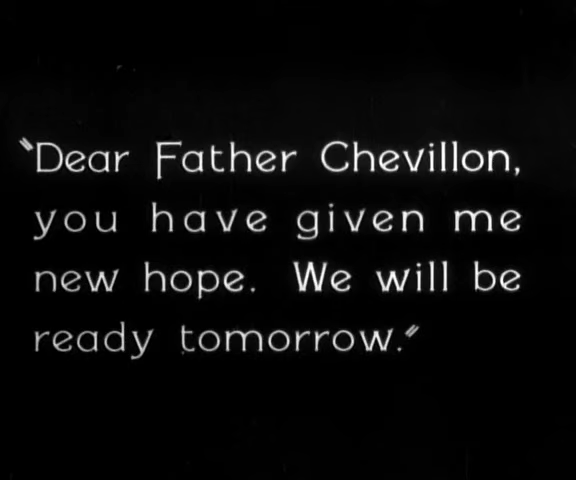 "Dear Father Chevillon,
you have given me
new hope. We will be
ready tomorrow."